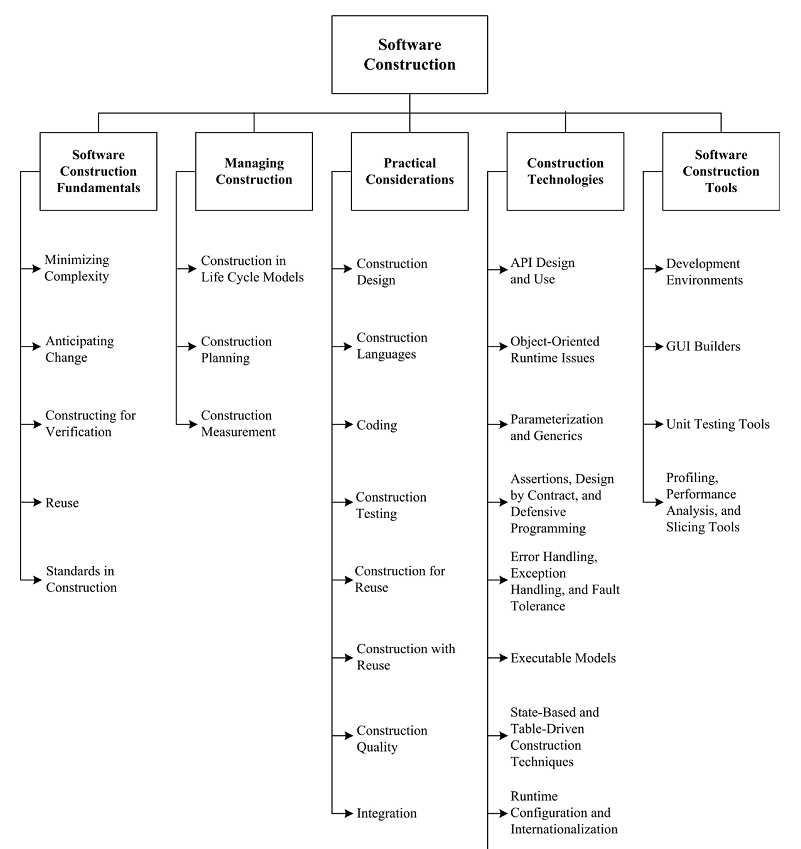 Software
Construction
Software
Construction
Fundamentals
Managing
Construction
Practical
Considerations
Construction
Technologies
Software
Construction
Tools
Minimizing
Complexity
Anticipating
Change
Constructing for
Verification
Reuse
Standards in
Construction
Construction in
Life Cycle Models
Construction
Planning
Construction
Measurement
Construction
Design
Construction
Languages
Coding
Construction
Testing
Construction for
Reuse
Construction with
Reuse
Construction
Quality
Integration
API Design
and Use
Object-Oriented
Runtime Issues
Parameterization
and Generics
Assertions, Design
by Contract, and
Defensive
Programming
Error Handling,
Exception
Handling, and Fault
Tolerance
Executable Models
State-Based and
Table-Driven
Construction
Techniques
Runtime
Configuration and
Internationalization
Development
Environments
GUI Builders
Unit Testing Tools
Profiling,
Performance
Analysis, and
Slicing Tools